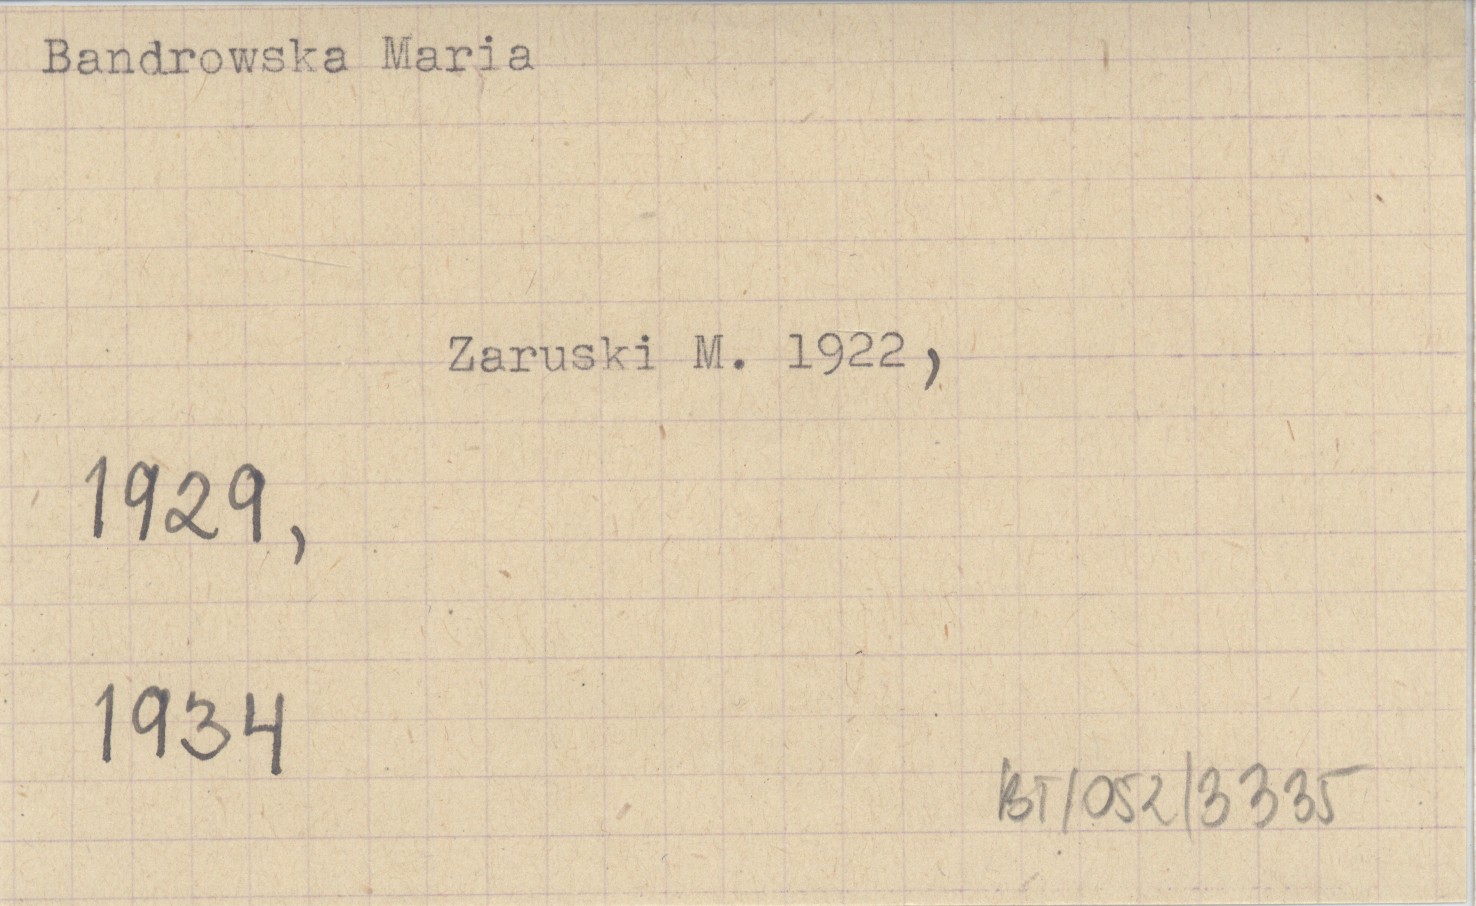 Bandrowska Maria
Zaruski M. 1922,
1929,
1934
BT/052/3335